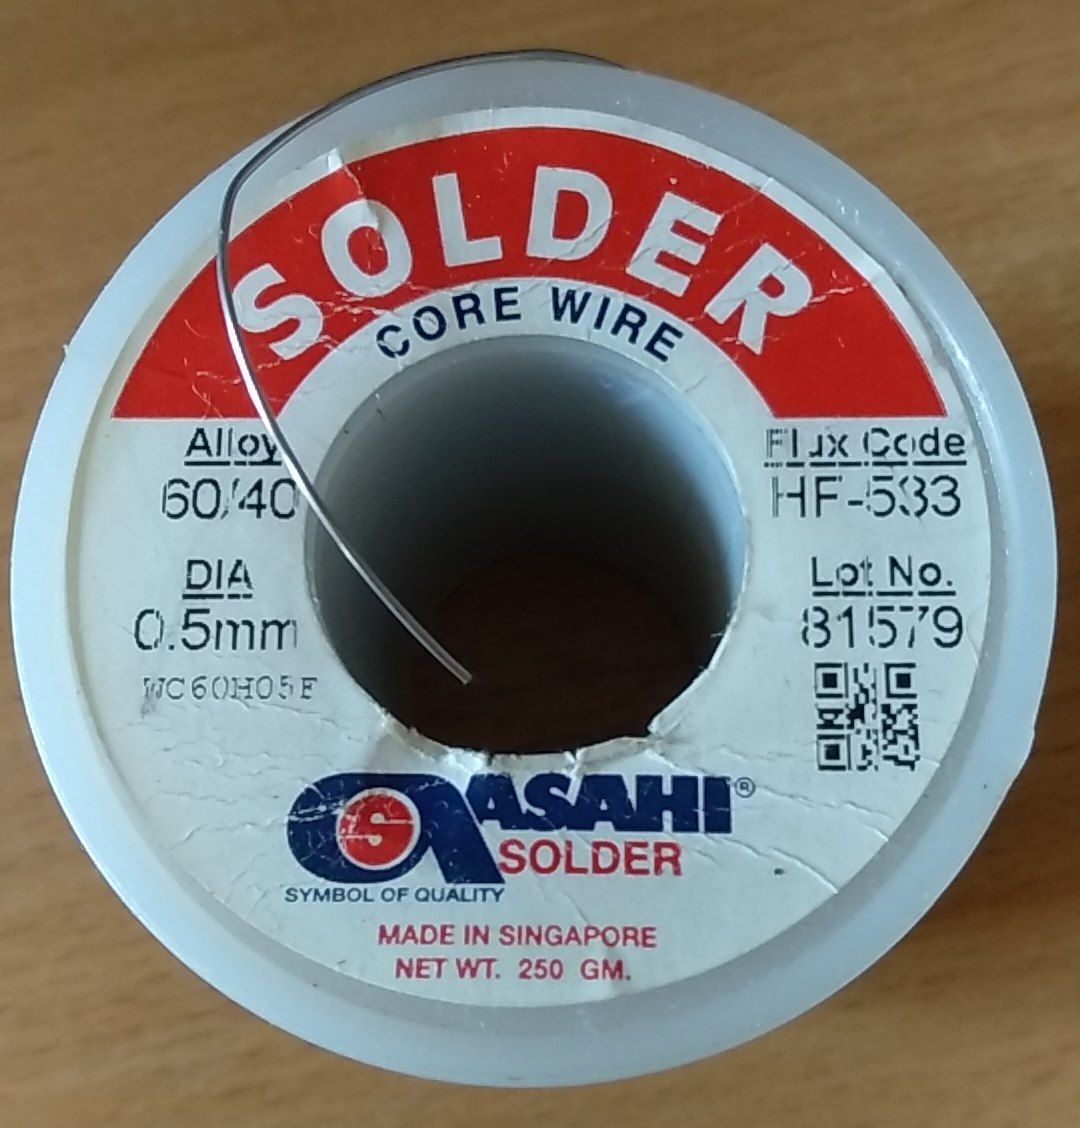 SOLDER
CORE WIRE
Alloy
60/40
DIA
0.5mm
WC60H05F
Flux Code
HF-533
Lot No.
81579
ASAHI®
SOLDER
SYMBOL OF QUALITY
MADE IN SINGAPORE
NET WT. 250 GM.